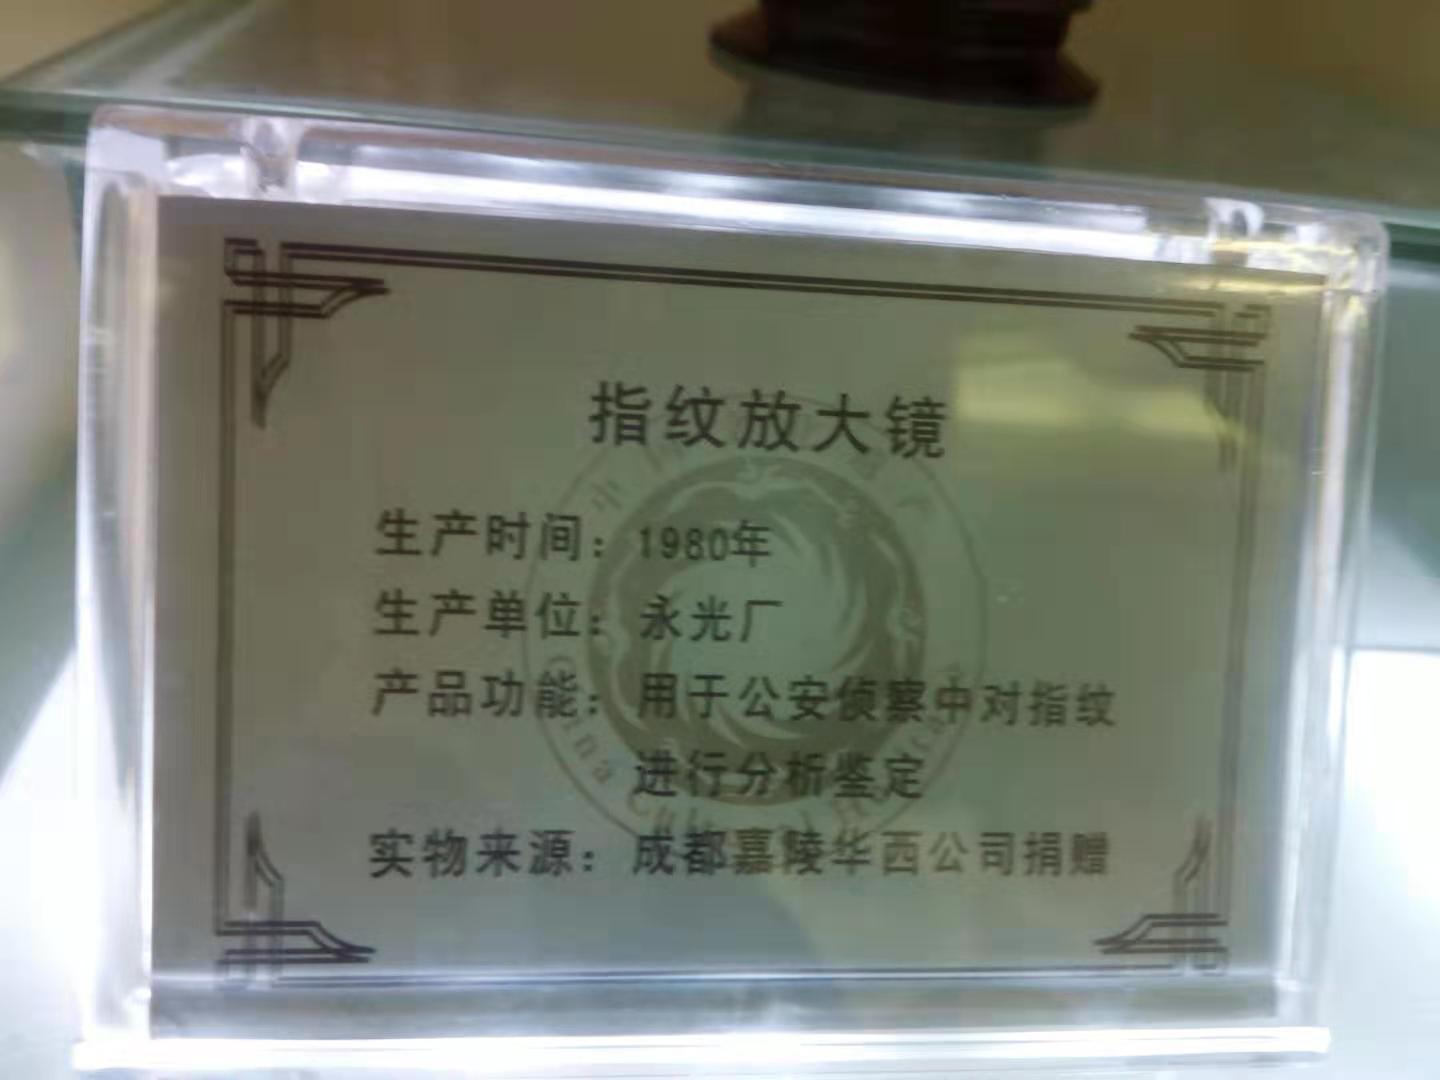 指纹放大镜
生产时间：1980年
生产单位：永光厂
产品功能：用于公安侦察中对指纹
进行分析鉴定
实物来源：成都嘉陵华西公司捐赠